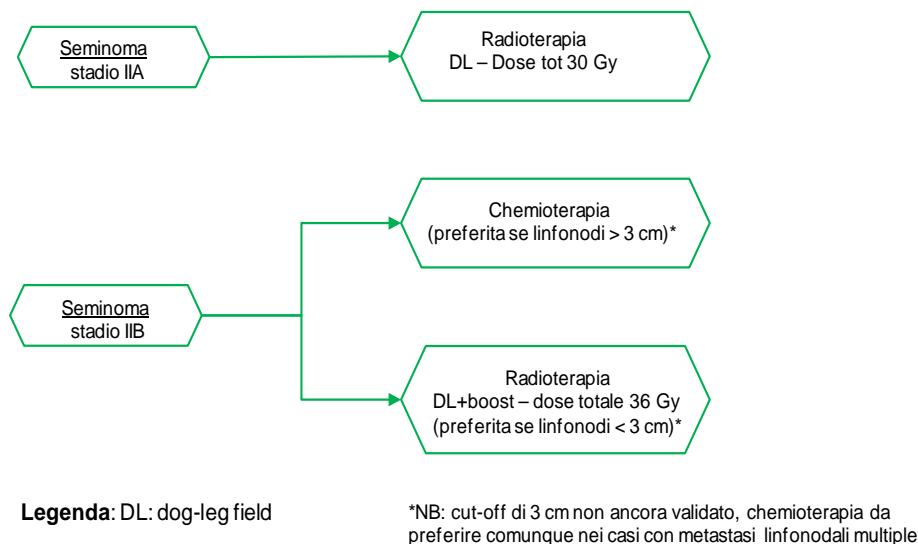 Seminoma
stadio IIA
Radioterapia
DL – Dose tot 30 Gy
Chemioterapia
(preferita se linfonodi > 3 cm)*
Seminoma
stadio IIB
Radioterapia
DL+boost – dose totale 36 Gy
(preferita se linfonodi < 3 cm)*
Legenda: DL: dog-leg field
*NB: cut-off di 3 cm non ancora validato, chemioterapia da
preferire comunque nei casi con metastasi linfonodali multiple